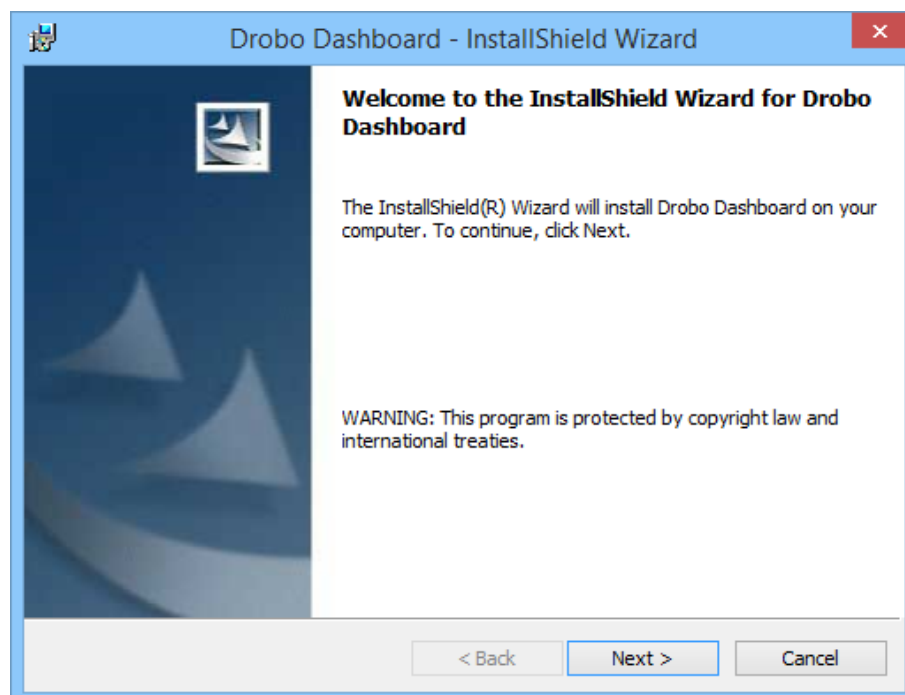 Drobo Dashboard - InstallShield Wizard
Welcome to the InstallShield Wizard for Drobo
Dashboard
The InstallShield(R) Wizard will install Drobo Dashboard on your
computer. To continue, click Next.
WARNING: This program is protected by copyright law and
international treaties.
< Back Next > Cancel